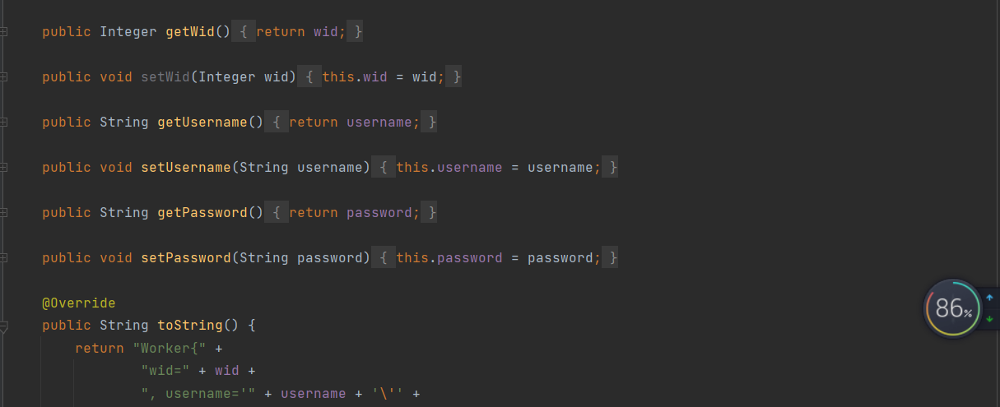 public Integer getWid() { return wid; }
public void setWid(Integer wid) { this.wid = wid; }
public String getUsername() { return username; }
public void setUsername(String username) { this.username = username; }
public String getPassword() { return password; }
public void setPassword(String password) { this.password = password; }
@Override
86%
public String toString() {
return "Worker{" +
"wid=" + wid +
", username='" + username + '\'' +